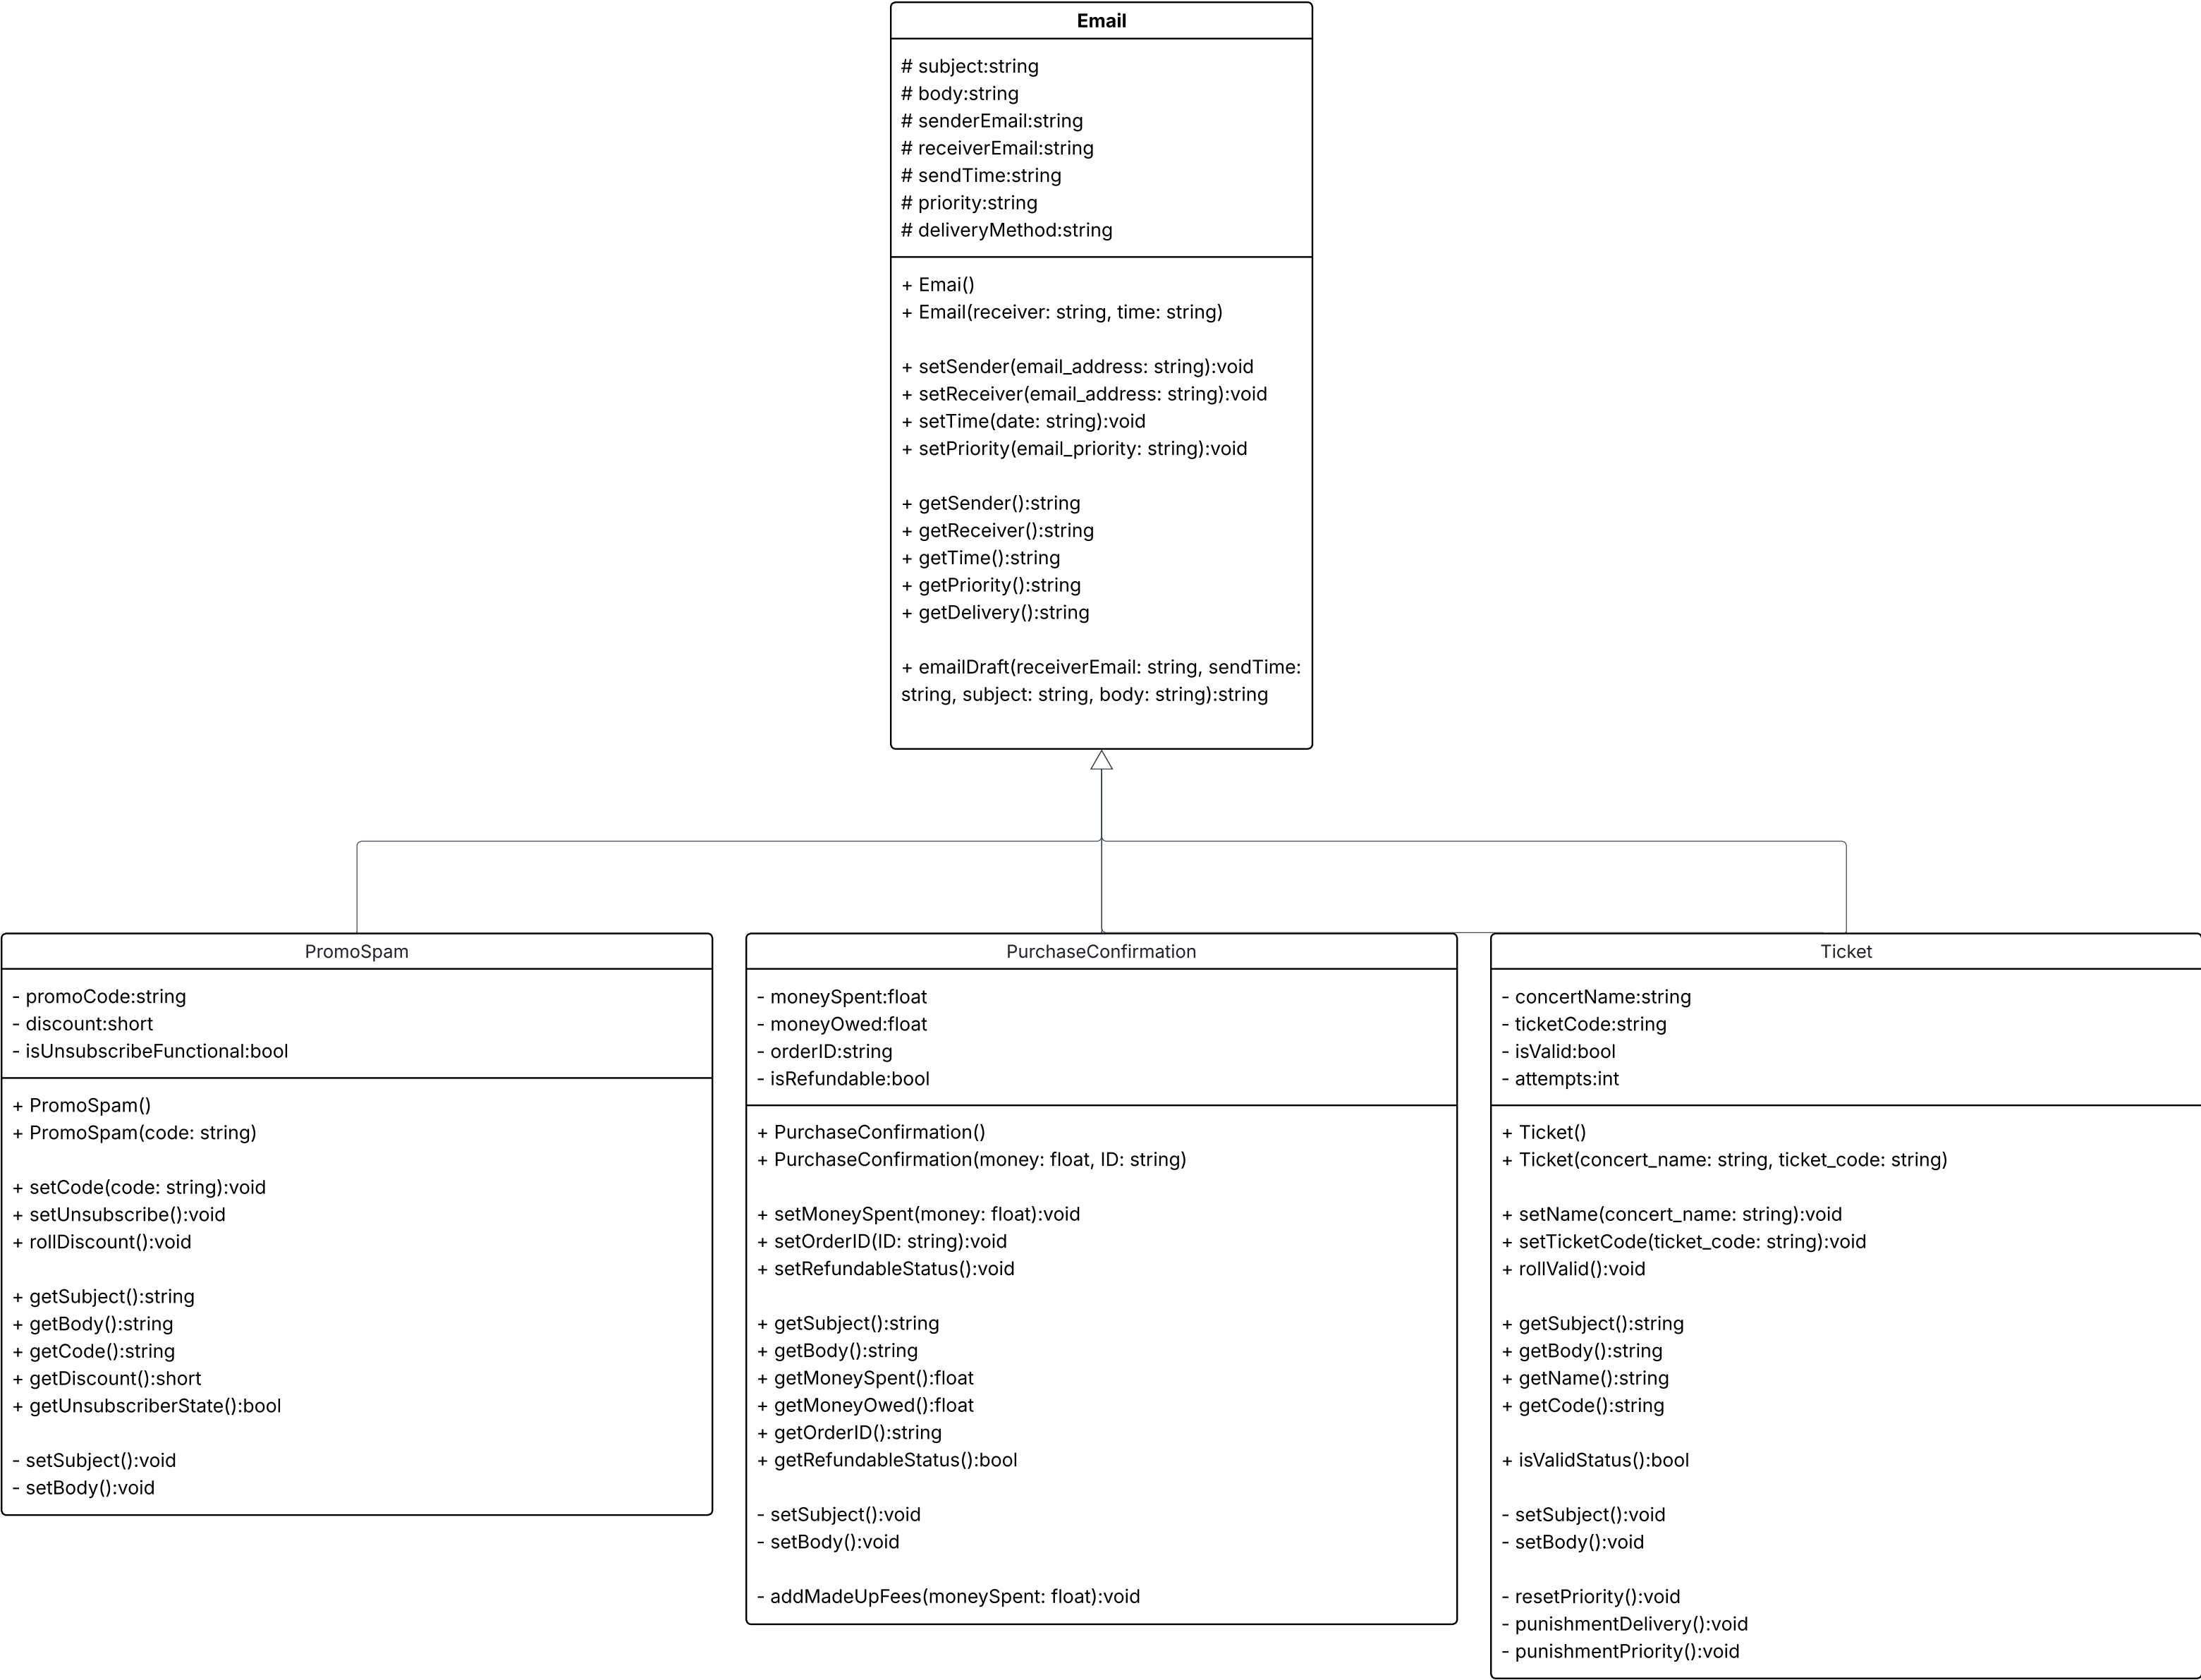 Email
# subject:string
# body:string
# senderEmail:string
# receiverEmail:string
# sendTime:string
# priority:string
# deliveryMethod:string
+ Emai()
+ Email(receiver: string, time: string)
+ setSender(email_address: string):void
+ setReceiver(email_address: string):void
+ setTime(date: string):void
+ setPriority(email_priority: string):void
+ getSender():string
+ getReceiver():string
+ getTime():string
+ getPriority():string
+ getDelivery():string
+ emailDraft(receiverEmail: string, sendTime:
string, subject: string, body: string):string
PromoSpam
- promoCode:string
- discount:short
- isUnsubscribeFunctional:bool
+ PromoSpam()
+ PromoSpam(code: string)
+ setCode(code: string):void
+ setUnsubscribe():void
+ rollDiscount():void
+ getSubject():string
+ getBody():string
+ getCode():string
+ getDiscount():short
+ getUnsubscriberState():bool
- setSubject():void
- setBody():void
PurchaseConfirmation
- moneySpent:float
- moneyOwed:float
- orderID:string
- isRefundable:bool
+ PurchaseConfirmation()
+ PurchaseConfirmation(money: float, ID: string)
+ setMoneySpent(money: float):void
+ setOrderID(ID: string):void
+ setRefundableStatus():void
+ getSubject():string
+ getBody():string
+ getMoneySpent():float
+ getMoneyOwed():float
+ getOrderID():string
+ getRefundableStatus():bool
- setSubject():void
- setBody():void
- addMadeUpFees(moneySpent: float):void
Ticket
- concertName:string
- ticketCode:string
- isValid:bool
- attempts:int
+ Ticket()
+ Ticket(concert_name: string, ticket_code: string)
+ setName(concert_name: string):void
+ setTicketCode(ticket_code: string):void
+ rollValid():void
+ getSubject():string
+ getBody():string
+ getName():string
+ getCode():string
+ isValidStatus():bool
- setSubject():void
- setBody():void
- resetPriority():void
- punishmentDelivery():void
- punishmentPriority():void